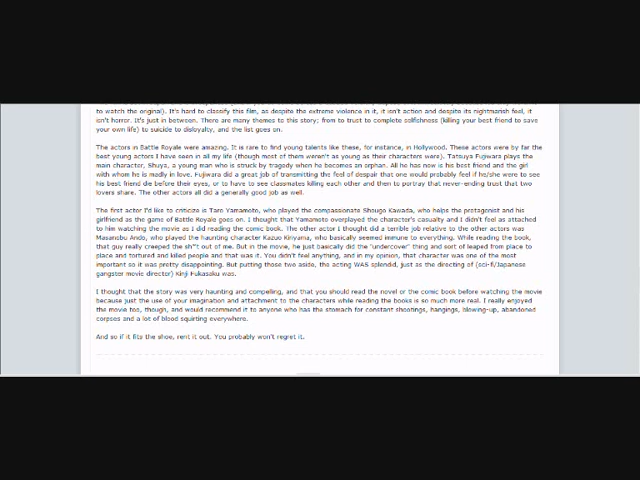 to watch the original). It's hard to classify this film, as despite the extreme violence in it, it isn't action and despite its nightmarish feel, it
isn't horror. It's just in between. There are many themes to this story; from to trust to complete selfishness (killing your best friend to save
your own life) to suicide to disloyalty, and the list goes on.
The actors in Battle Royale were amazing. It is rare to find young talents like these, for instance, in Hollywood. These actors were by far the
best young actors I have seen in all my life (though most of them weren't as young as their characters were). Tatsuya Fujiwara plays the
main character, Shuya, a young man who is struck by tragedy when he becomes an orphan. All he has now is his best friend and the girl
with whom he is madly in love. Fujiwara did a great job of transmitting the feel of despair that one would probably feel if he/she were to see
his best friend die before their eyes, or to have to see classmates killing each other and then to portray that never-ending trust that two
lovers share. The other actors all did a generally good job as well.
The first actor I'd like to criticize is Taro Yamamoto, who played the compassionate Shougo Kawada, who helps the protagonist and his
girlfriend as the game of Battle Royale goes on. I thought that Yamamoto overplayed the character's casualty and I didn't feel as attached
to him watching the movie as I did reading the comic book. The other actor I thought did a terrible job relative to the other actors was
Masanobu Ando, who played the haunting character Kazuo Kiriyama, who basically seemed immune to everything. While reading the book,
that guy really creeped the sh*t out of me. But in the movie, he just basically did the "undercover" thing and sort of leaped from place to
place and tortured and killed people and that was it. You didn't feel anything, and in my opinion, that character was one of the most
important so it was pretty disappointing. But putting those two aside, the acting WAS splendid, just as the directing of (sci-fi/Japanese
gangster movie director) Kinji Fukasaku was.
I thought that the story was very haunting and compelling, and that you should read the novel or the comic book before watching the movie
because just the use of your imagination and attachment to the characters while reading the books is so much more real. I really enjoyed
the movie too, though, and would recommend it to anyone who has the stomach for constant shootings, hangings, blowing-up, abandoned
corpses and a lot of blood squirting everywhere.
And so if it fits the shoe, rent it out. You probably won't regret it.